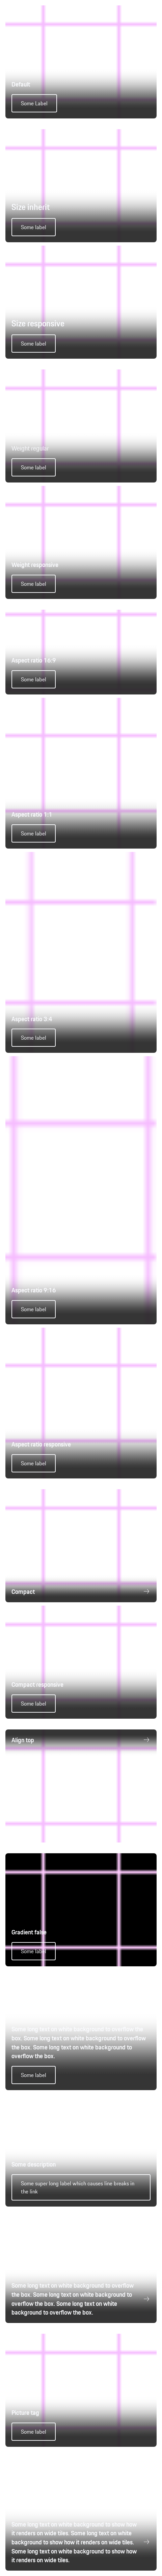 Default
Some Label
Size inherit
Some label
Size responsive
Some label
Weight regular
Some label
Weight responsive
Some label
Aspect ratio 16:9
Some label
Aspect ratio 1:1
Some label
Aspect ratio 3:4
Some label
Aspect ratio 9:16
Some label
Aspect ratio responsive
Some label
Compact
Compact responsive
Some label
Align top
Gradient false
Some label
Some long text on white background to overflow the
box. Some long text on white background to overflow
the box. Some long text on white background to
overflow the box.
Some label
Some description
Some super long label which causes line breaks in
the link
Some long text on white background to overflow
the box. Some long text on white background to
overflow the box. Some long text on white
background to overflow the box.
Picture tag
Some label
Some long text on white background to show how
it renders on wide tiles. Some long text on white
background to show how it renders on wide tiles.
Some long text on white background to show how
it renders on wide tiles.